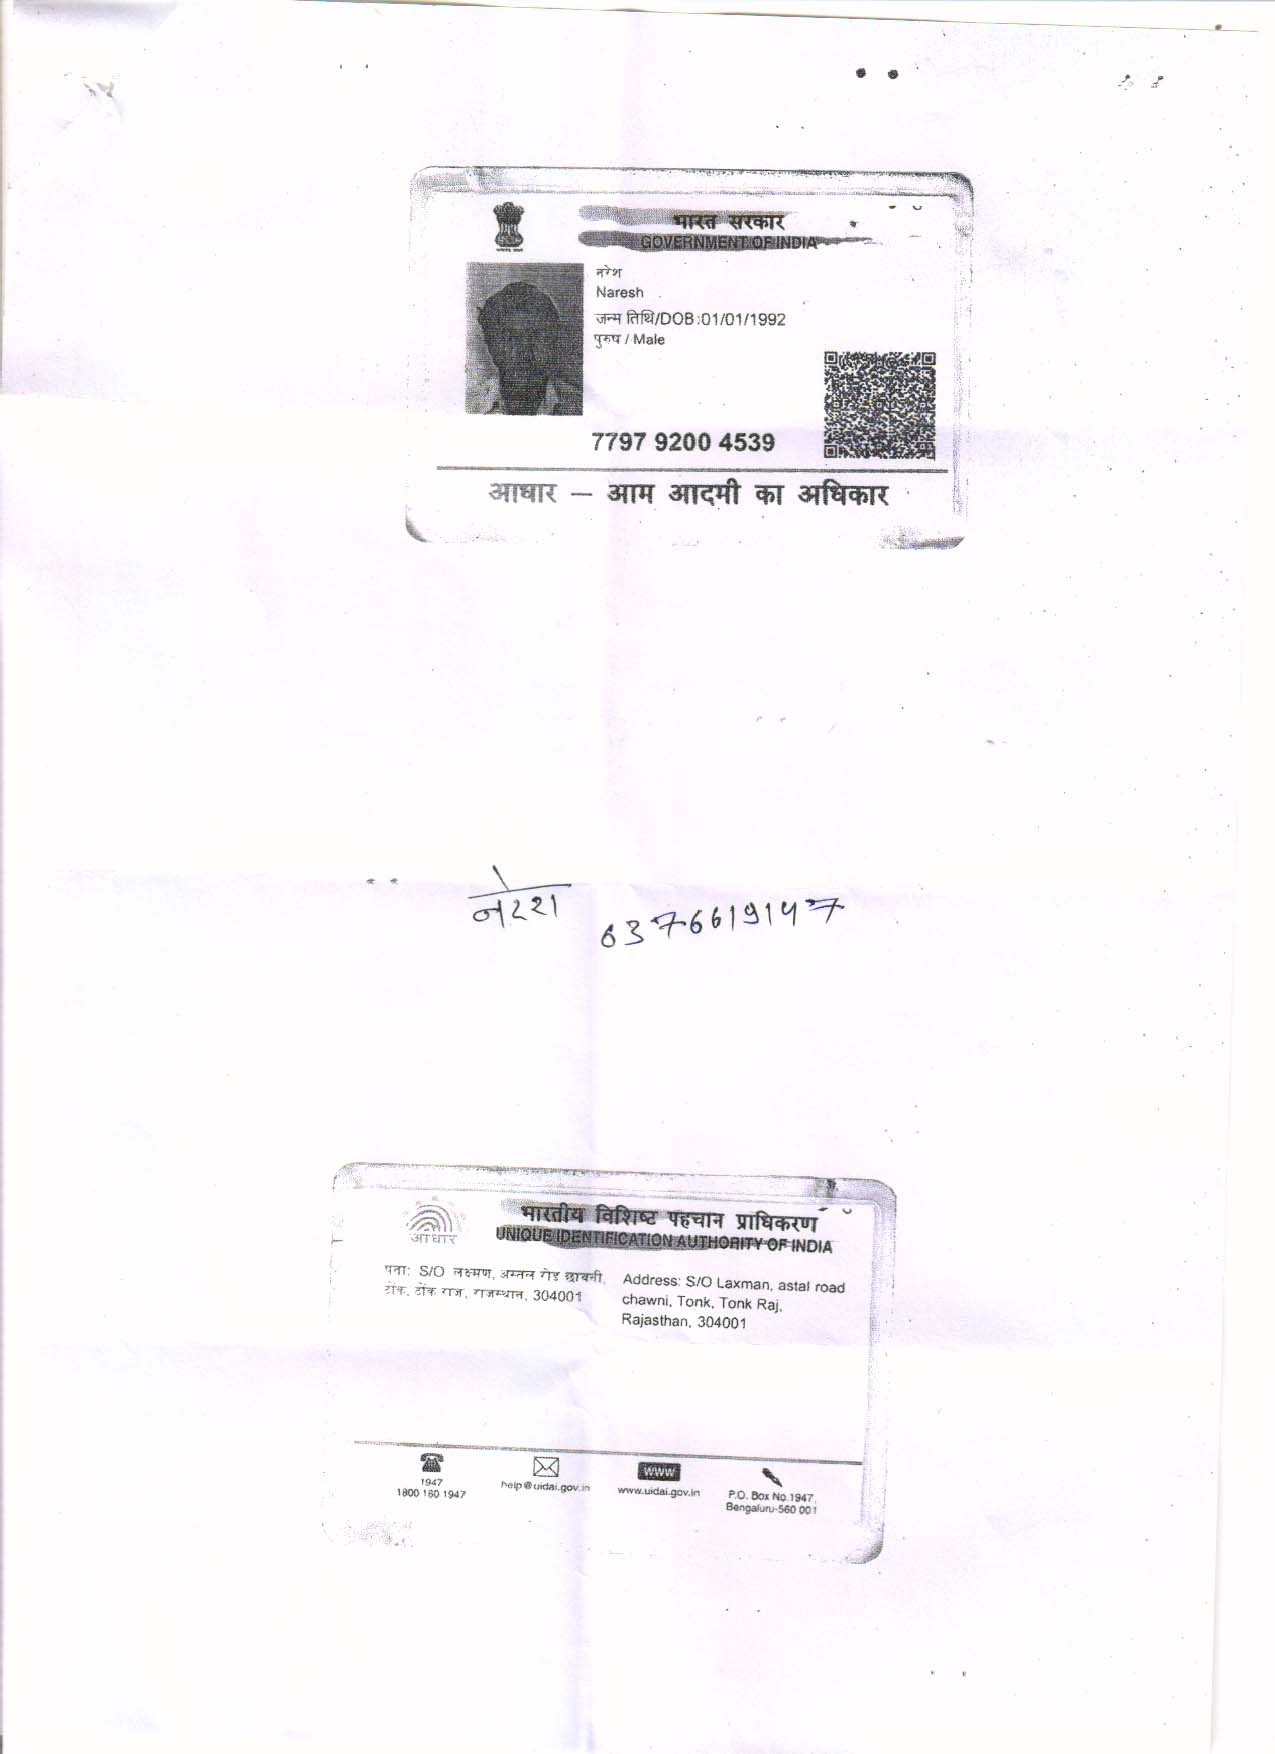 भारत सरकार
GOVERNMENT OF INDIA
नरेश
Naresh
जन्म तिथि/DOB:01/01/1992
पुरुष / Male
7797 9200 4539
आधार – आम आदमी का अधिकार
नरेश 6376619147
भारतीय विशिष्ट पहचान प्राधिकरण
UNIQUE IDENTIFICATION AUTHORITY OF INDIA
आधार
पता: S/O लक्ष्मण, अस्तल रोड छावनी,
टोंक, टोंक राज, राजस्थान, 304001
Address: S/O Laxman, astal road
chawni, Tonk, Tonk Raj,
Rajasthan, 304001
1947
1800 180 1947
help@uidai.gov.in
www
www.uidai.gov.in
P.O. Box No.1947,
Bengaluru-560 001